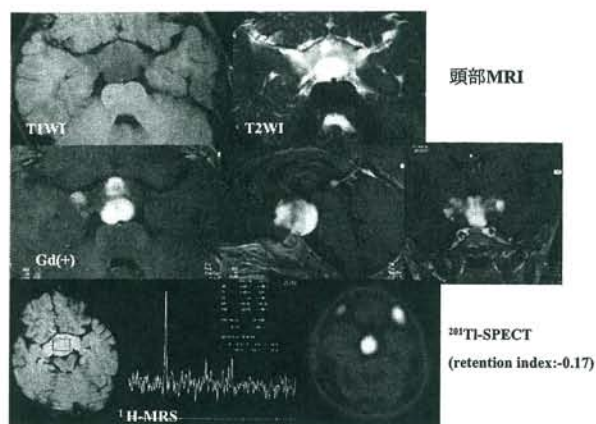 頭部MRI
T1WI
T2WI
Gd(+)
²⁰¹Tl-SPECT
(retention index:-0.17)
¹H-MRS